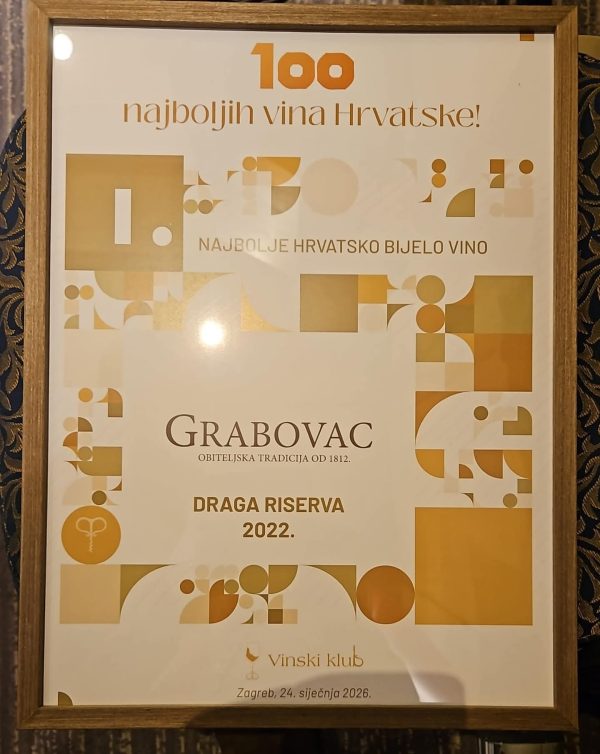 100
najboljih vina Hrvatske!
1.
NAJBOLJE HRVATSKO BIJELO VINO
GRABOVAC
OBITELJSKA TRADICIJA OD 1812.
DRAGA RISERVA
2022.
Vinski klub
Zagreb, 24. siječnja 2026.